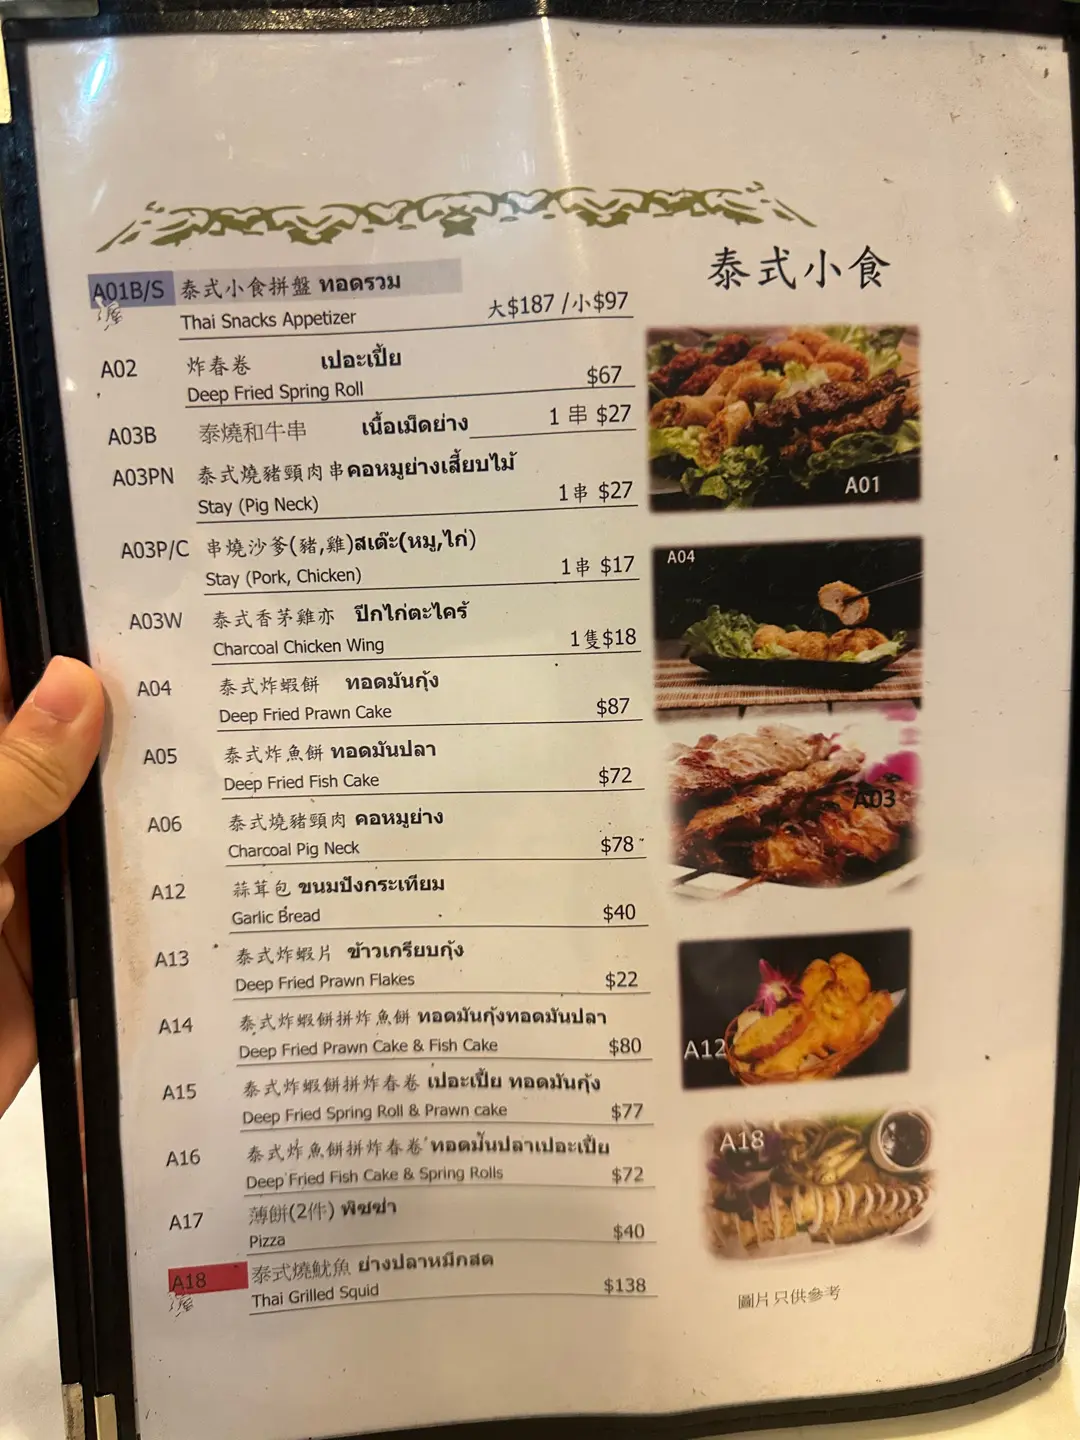 泰式小食
A01B/S 泰式小食拼盤 ทอดรวม
Thai Snacks Appetizer 大$187 /小$97
A02 炸春卷 เปอะเปี้ย
Deep Fried Spring Roll $67
A03B 泰燒和牛串 เนื้อเม็ดย่าง 1 串 $27
A03PN 泰式燒豬頸肉串คอหมูย่างเสี้ยบไม้
Stay (Pig Neck) 1串 $27
A03P/C 串燒沙爹(豬,雞)สเต๊ะ(หมู,ไก่)
Stay (Pork, Chicken) 1串 $17
A03W 泰式香茅雞亦 ปีกไก่ตะไคร้
Charcoal Chicken Wing 1隻$18
A04 泰式炸蝦餅 ทอดมันกุ้ง
Deep Fried Prawn Cake $87
A05 泰式炸魚餅 ทอดมันปลา
Deep Fried Fish Cake $72
A06 泰式燒豬頸肉 คอหมูย่าง
Charcoal Pig Neck $78
A12 蒜茸包 ขนมปังกระเทียม
Garlic Bread $40
A13 泰式炸蝦片 ข้าวเกรียบกุ้ง
Deep Fried Prawn Flakes $22
A14 泰式炸蝦餅拼炸魚餅 ทอดมันกุ้งทอดมันปลา
Deep Fried Prawn Cake & Fish Cake $80
A15 泰式炸蝦餅拼炸春卷 เปอะเปี้ย ทอดมันกุ้ง
Deep Fried Spring Roll & Prawn cake $77
A16 泰式炸魚餅拼炸春卷 ทอดมันปลาเปอะเปี้ย
Deep Fried Fish Cake & Spring Rolls $72
A17 薄餅(2件) พิซซ่า
Pizza $40
A18 泰式燒魷魚 ย่างปลาหมึกสด
Thai Grilled Squid $138
A01
A04
A03
A12
A18
圖片只供參考